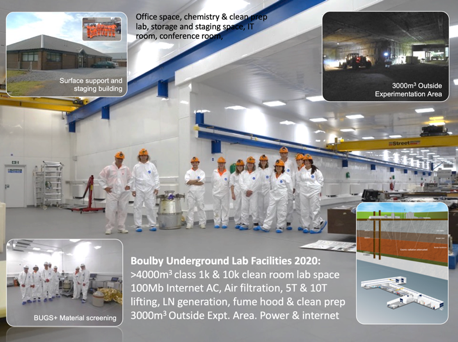 Office space, chemistry & clean prep
lab, storage and staging space, IT
room, conference room,
Surface support and
staging building
3000m³ Outside
Experimentation Area
BUGS+ Material screening
Boulby Underground Lab Facilities 2020:
>4000m³ class 1k & 10k clean room lab space
100Mb Internet AC, Air filtration, 5T & 10T
lifting, LN generation, fume hood & clean prep
3000m³ Outside Expt. Area. Power & internet